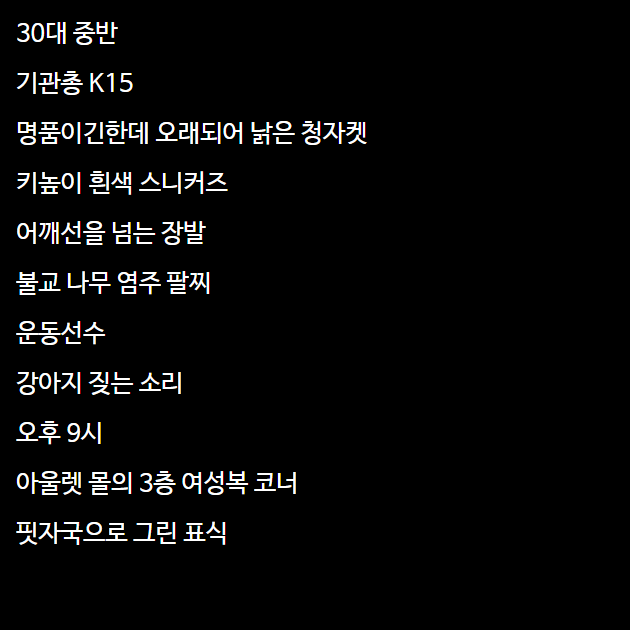 30대 중반
기관총 K15
명품이긴한데 오래되어 낡은 청자켓
키높이 흰색 스니커즈
어깨선을 넘는 장발
불교 나무 염주 팔찌
운동선수
강아지 짖는 소리
오후 9시
아울렛 몰의 3층 여성복 코너
핏자국으로 그린 표식